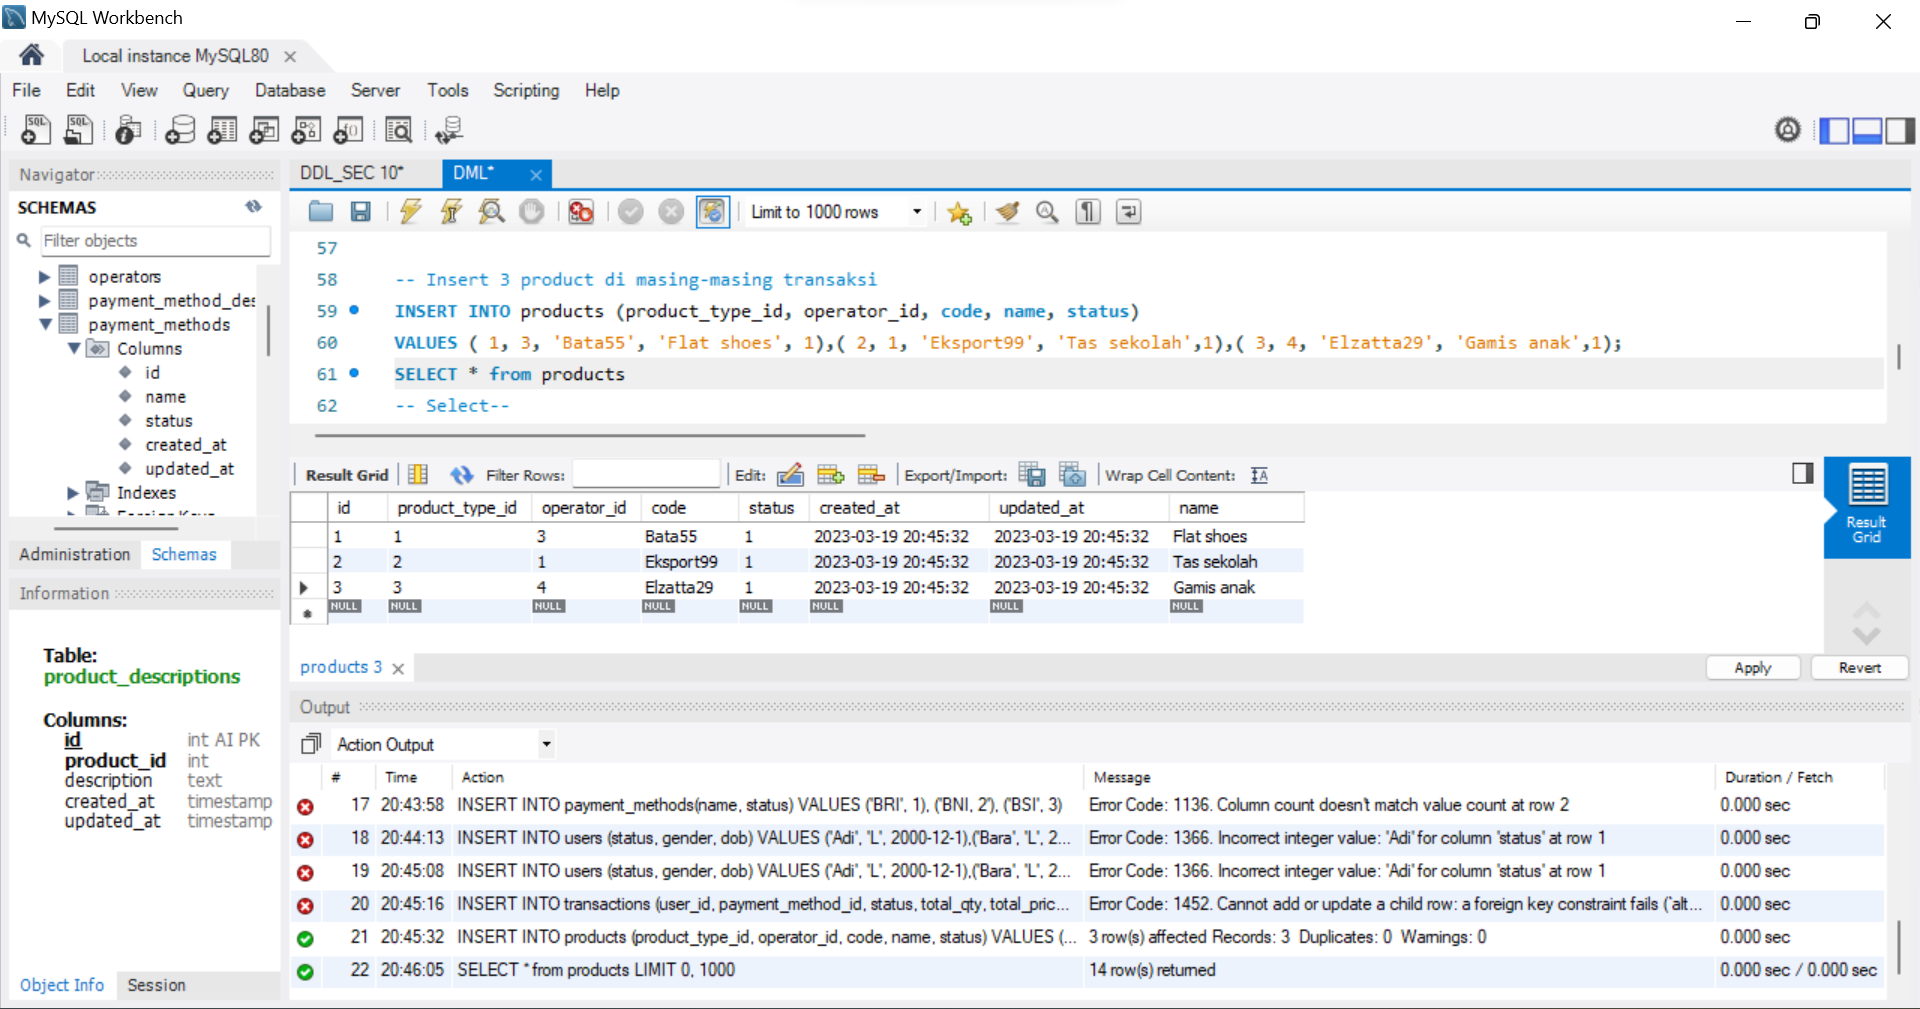 MySQL Workbench
Local instance MySQL80
File Edit View Query Database Server Tools Scripting Help
Navigator
SCHEMAS
Filter objects
operators
payment_method_des
payment_methods
Columns
id
name
status
created_at
updated_at
Indexes
Administration Schemas
Information
Table:
product_descriptions
Columns:
id int AI PK
product_id int
description text
created_at timestamp
updated_at timestamp
Object Info Session
DDL_SEC 10* DML*
Limit to 1000 rows
57
58 -- Insert 3 product di masing-masing transaksi
59 INSERT INTO products (product_type_id, operator_id, code, name, status)
60 VALUES ( 1, 3, 'Bata55', 'Flat shoes', 1),( 2, 1, 'Eksport99', 'Tas sekolah',1),( 3, 4, 'Elzatta29', 'Gamis anak',1);
61 SELECT * from products
62 -- Select--
Result Grid Filter Rows: Edit: Export/Import: Wrap Cell Content:
id product_type_id operator_id code status created_at updated_at name
1 1 3 Bata55 1 2023-03-19 20:45:32 2023-03-19 20:45:32 Flat shoes
2 2 1 Eksport99 1 2023-03-19 20:45:32 2023-03-19 20:45:32 Tas sekolah
3 3 4 Elzatta29 1 2023-03-19 20:45:32 2023-03-19 20:45:32 Gamis anak
NULL NULL NULL NULL NULL NULL NULL NULL
Result
Grid
products 3 Apply Revert
Output
Action Output
# Time Action Message Duration / Fetch
17 20:43:58 INSERT INTO payment_methods(name, status) VALUES ('BRI', 1), ('BNI, 2'), ('BSI', 3) Error Code: 1136. Column count doesn't match value count at row 2 0.000 sec
18 20:44:13 INSERT INTO users (status, gender, dob) VALUES ('Adi', 'L', 2000-12-1),('Bara', 'L', 2... Error Code: 1366. Incorrect integer value: 'Adi' for column 'status' at row 1 0.000 sec
19 20:45:08 INSERT INTO users (status, gender, dob) VALUES ('Adi', 'L', 2000-12-1),('Bara', 'L', 2... Error Code: 1366. Incorrect integer value: 'Adi' for column 'status' at row 1 0.000 sec
20 20:45:16 INSERT INTO transactions (user_id, payment_method_id, status, total_qty, total_pric... Error Code: 1452. Cannot add or update a child row: a foreign key constraint fails (`alt... 0.000 sec
21 20:45:32 INSERT INTO products (product_type_id, operator_id, code, name, status) VALUES (... 3 row(s) affected Records: 3 Duplicates: 0 Warnings: 0 0.000 sec
22 20:46:05 SELECT * from products LIMIT 0, 1000 14 row(s) returned 0.000 sec / 0.000 sec